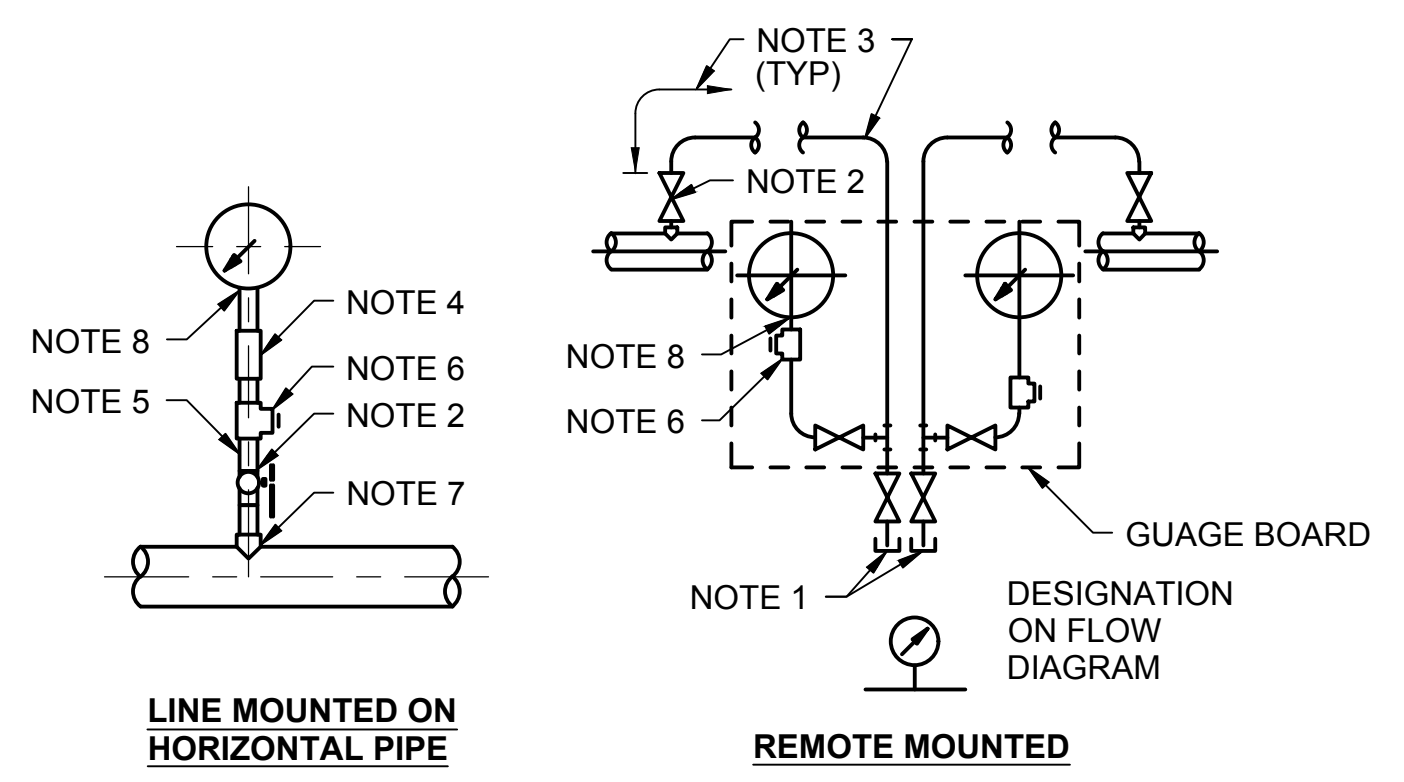 NOTE 8
NOTE 5
NOTE 4
NOTE 6
NOTE 2
NOTE 7
LINE MOUNTED ON
HORIZONTAL PIPE
NOTE 3
(TYP)
NOTE 2
NOTE 8
NOTE 6
NOTE 1
GUAGE BOARD
DESIGNATION
ON FLOW
DIAGRAM
REMOTE MOUNTED